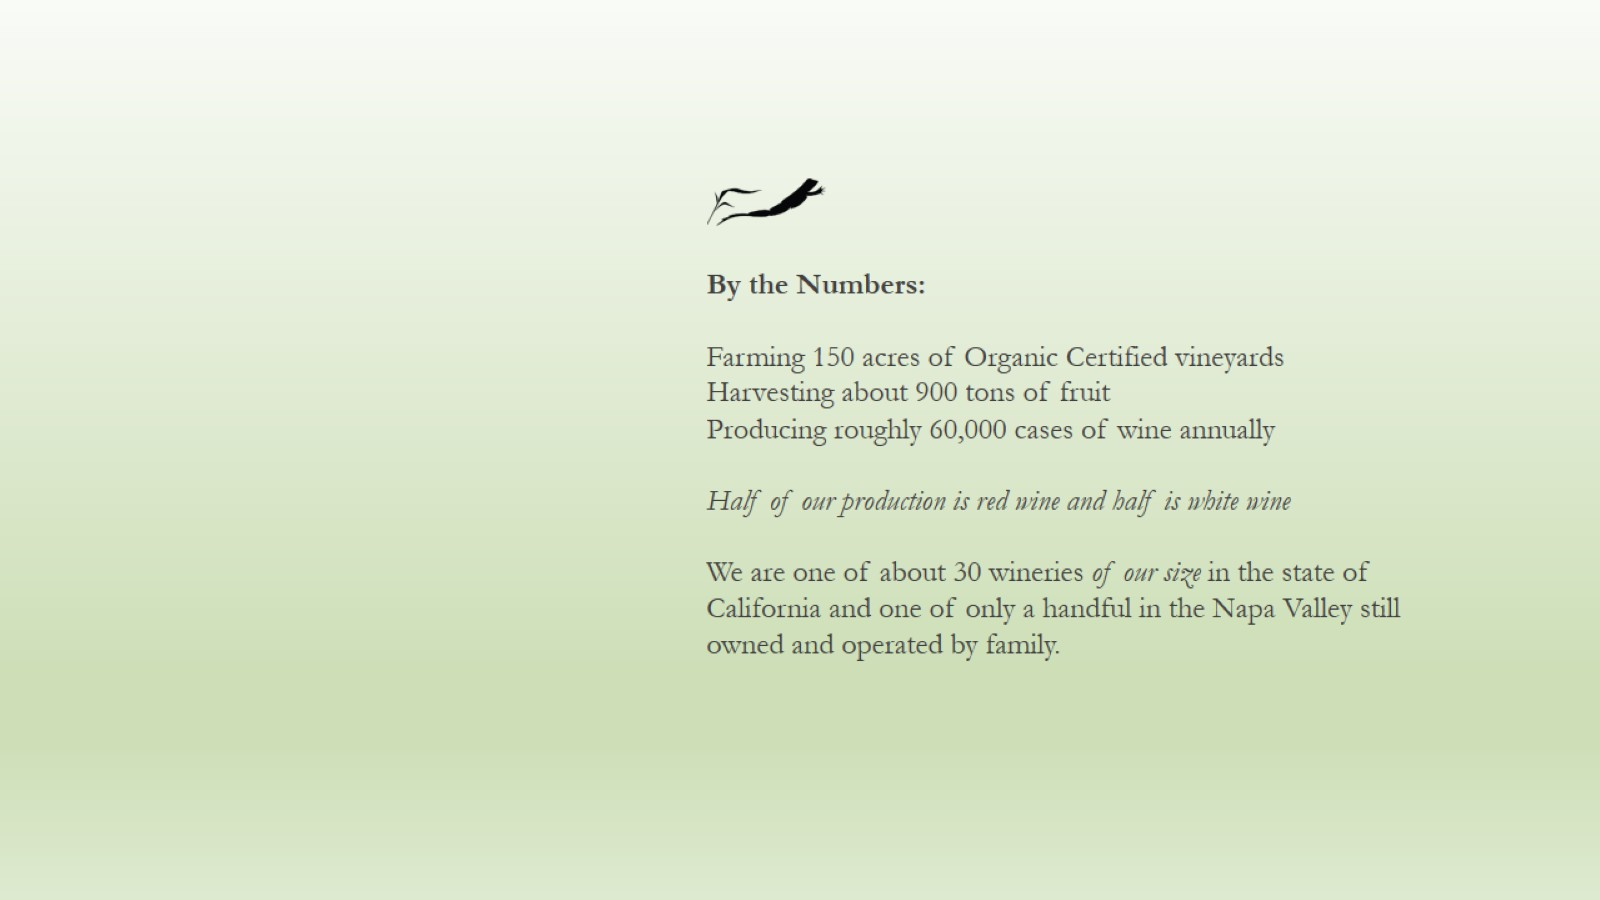 By the Numbers:
Farming 150 acres of Organic Certified vineyards
Harvesting about 900 tons of fruit
Producing roughly 60,000 cases of wine annually
Half of our production is red wine and half is white wine
We are one of about 30 wineries of our size in the state of
California and one of only a handful in the Napa Valley still
owned and operated by family.